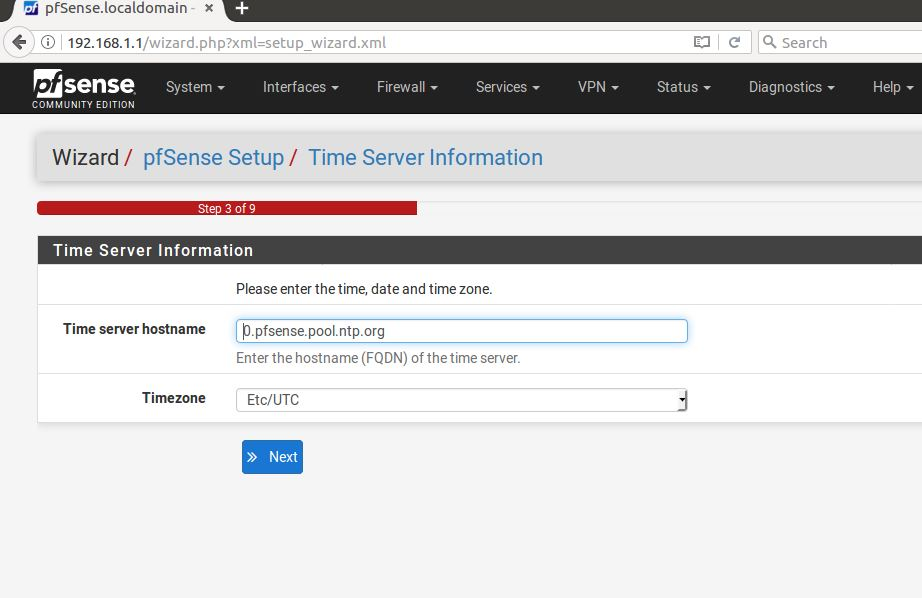 pfSense.localdomain -
192.168.1.1/wizard.php?xml=setup_wizard.xml
Search
pfsense
COMMUNITY EDITION
System Interfaces Firewall Services VPN Status Diagnostics Help
Wizard / pfSense Setup / Time Server Information
Step 3 of 9
Time Server Information
Please enter the time, date and time zone.
Time server hostname
0.pfsense.pool.ntp.org
Enter the hostname (FQDN) of the time server.
Timezone
Etc/UTC
Next